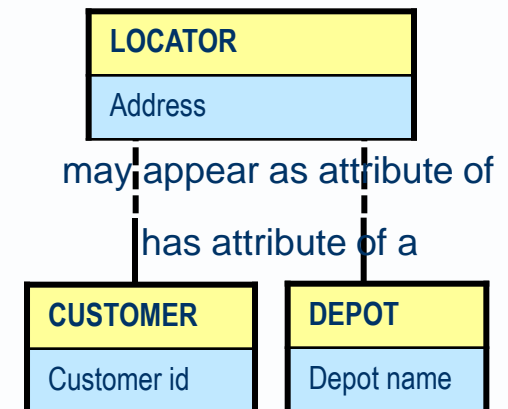 LOCATOR
Address
may appear as attribute of
has attribute of a
CUSTOMER
DEPOT
Customer id
Depot name